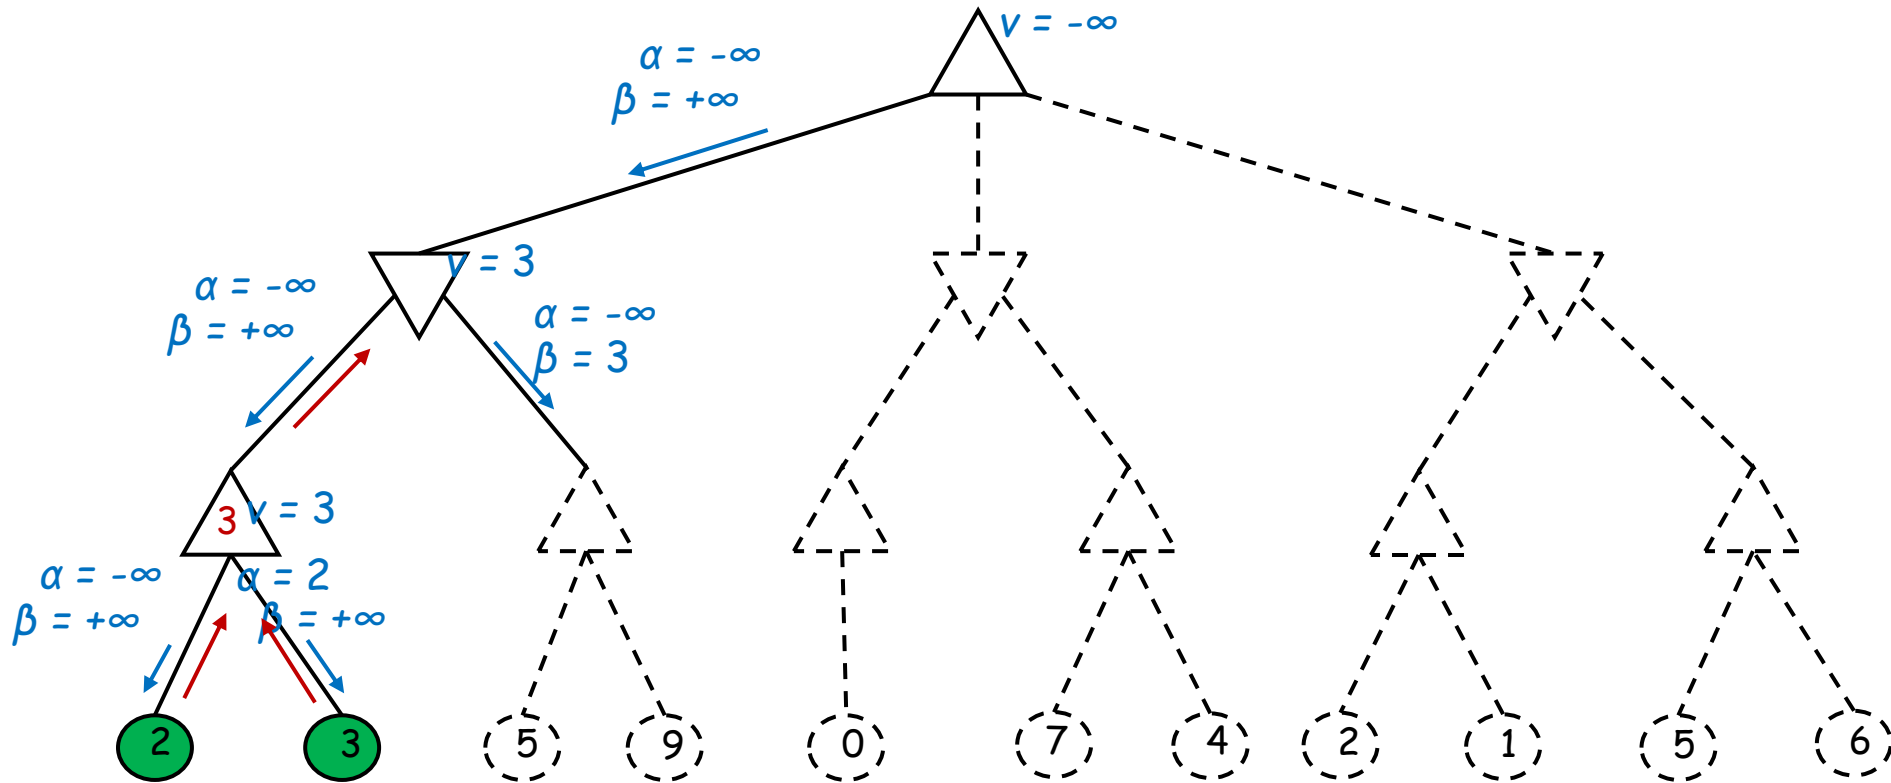 v = -∞
α = -∞
β = +∞
v = 3
α = -∞
β = +∞
α = -∞
β = 3
3
v = 3
α = -∞
β = +∞
α = 2
β = +∞
2
3
5
9
0
7
4
2
1
5
6